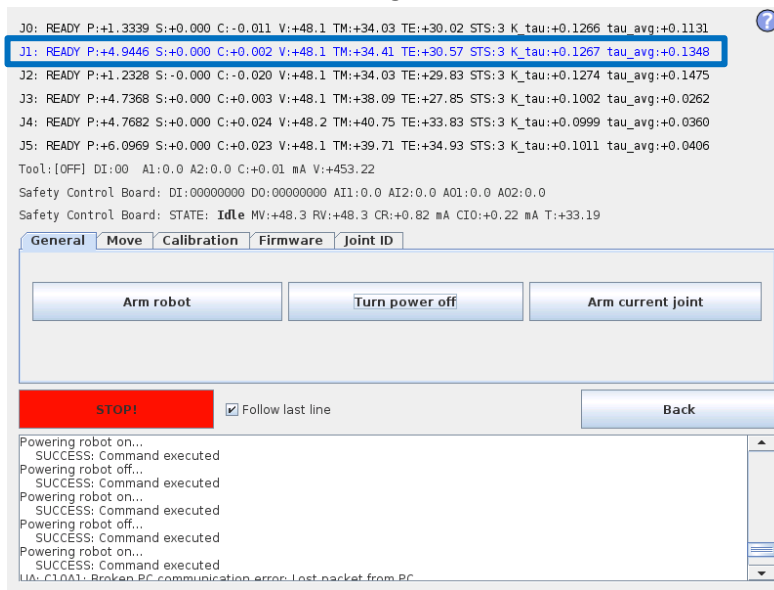 ?
J0: READY P:+1.3339 S:+0.000 C:-0.011 V:+48.1 TM:+34.03 TE:+30.02 STS:3 K_tau:+0.1266 tau_avg:+0.1131
J1: READY P:+4.9446 S:+0.000 C:+0.002 V:+48.1 TM:+34.41 TE:+30.57 STS:3 K_tau:+0.1267 tau_avg:+0.1348
J2: READY P:+1.2328 S:-0.000 C:-0.020 V:+48.1 TM:+34.03 TE:+29.83 STS:3 K_tau:+0.1274 tau_avg:+0.1475
J3: READY P:+4.7368 S:+0.000 C:+0.003 V:+48.1 TM:+38.09 TE:+27.85 STS:3 K_tau:+0.1002 tau_avg:+0.0262
J4: READY P:+4.7682 S:+0.000 C:+0.024 V:+48.2 TM:+40.75 TE:+33.83 STS:3 K_tau:+0.0999 tau_avg:+0.0360
J5: READY P:+6.0969 S:+0.000 C:+0.023 V:+48.1 TM:+39.71 TE:+34.93 STS:3 K_tau:+0.1011 tau_avg:+0.0406
Tool:[OFF] DI:00 A1:0.0 A2:0.0 C:+0.01 mA V:+453.22
Safety Control Board: DI:00000000 DO:00000000 AI1:0.0 AI2:0.0 AO1:0.0 AO2:0.0
Safety Control Board: STATE: Idle MV:+48.3 RV:+48.3 CR:+0.82 mA CIO:+0.22 mA T:+33.19
General Move Calibration Firmware Joint ID
Arm robot Turn power off Arm current joint
STOP! Follow last line Back
Powering robot on...
SUCCESS: Command executed
Powering robot off...
SUCCESS: Command executed
Powering robot on...
SUCCESS: Command executed
Powering robot off...
SUCCESS: Command executed
Powering robot on...
SUCCESS: Command executed
UA: C10A1: Broken PC communication error: Lost packet from PC